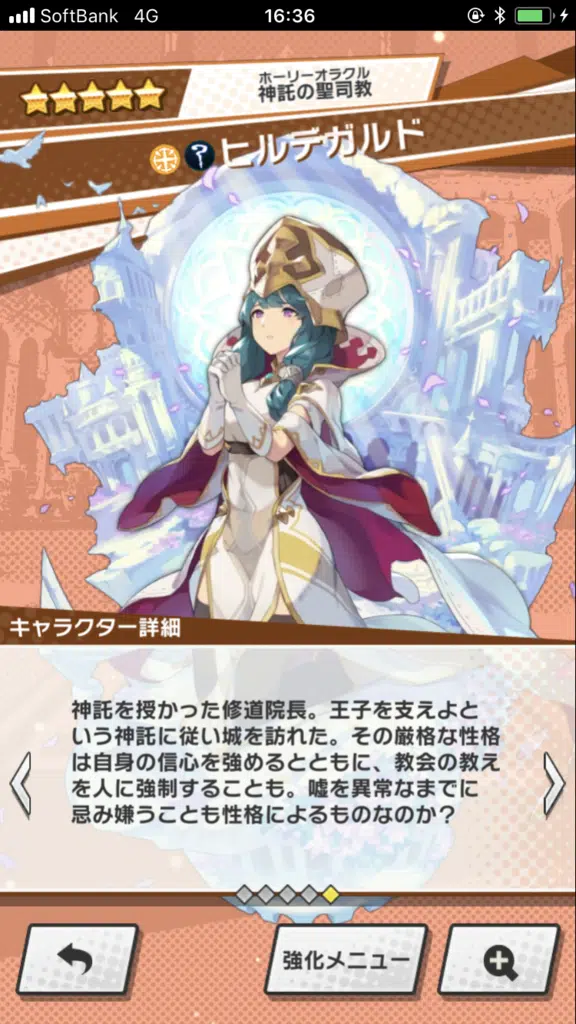 SoftBank 4G
16:36
ホーリーオラクル
神託の聖司教
ヒルデガルド
キャラクター詳細
神託を授かった修道院長。王子を支えよと
いう神託に従い城を訪れた。その厳格な性格
は自身の信心を強めるとともに、教会の教え
を人に強制することも。嘘を異常なまでに
忌み嫌うことも性格によるものなのか？
強化メニュー